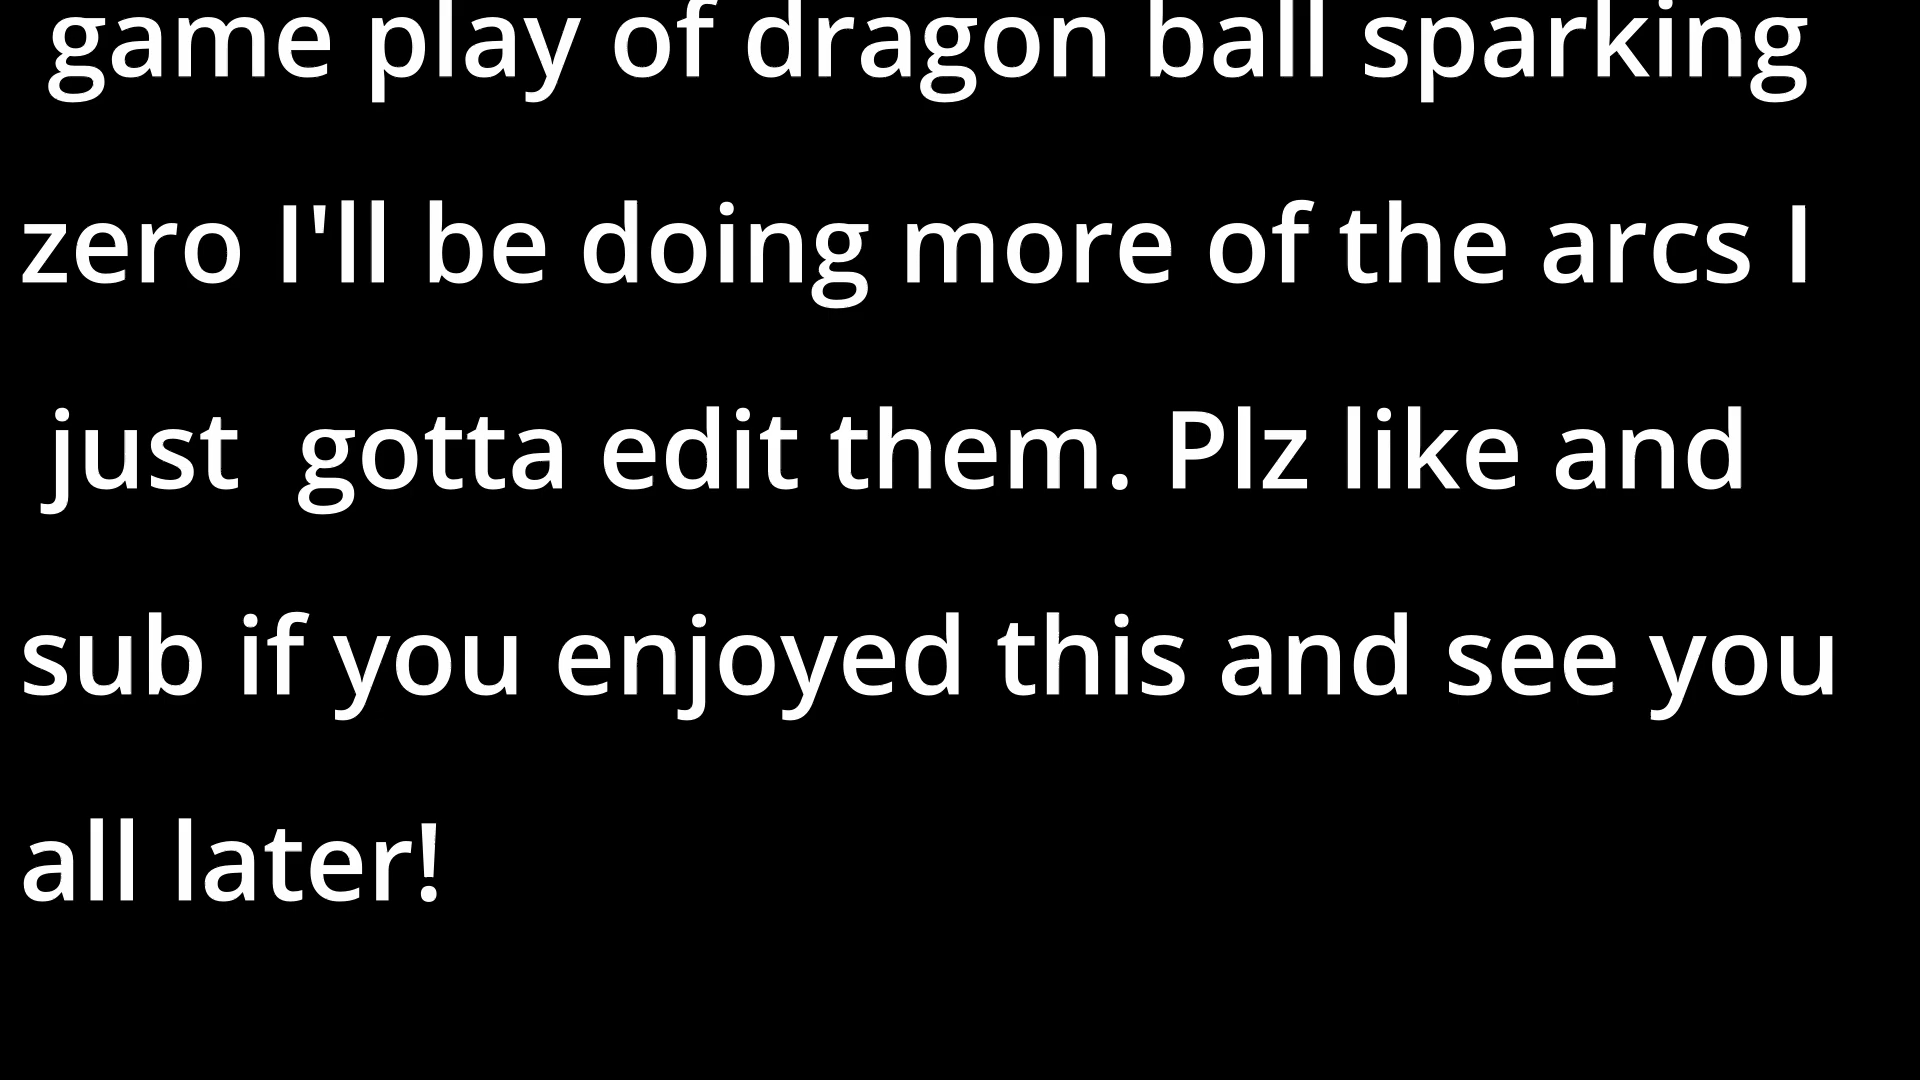 game play of dragon ball sparking
zero I'll be doing more of the arcs I
just  gotta edit them. Plz like and
sub if you enjoyed this and see you
all later!